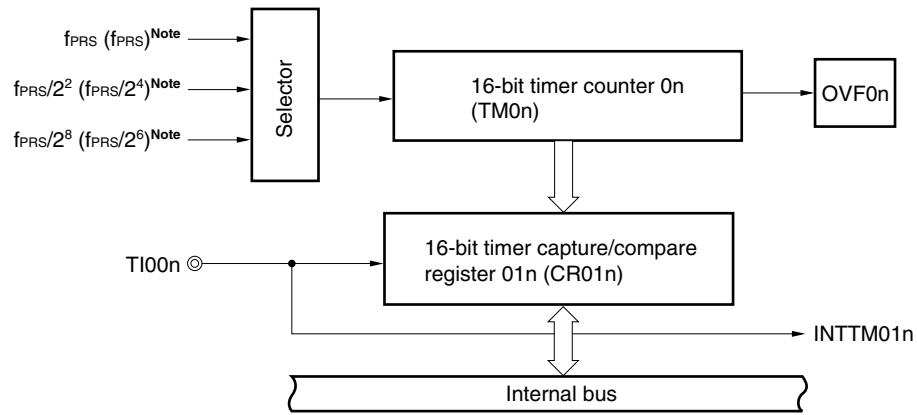 fPRS (fPRS)Note
fPRS/2² (fPRS/2⁴)Note
fPRS/2⁸ (fPRS/2⁶)Note
Selector
16-bit timer counter 0n
(TM0n)
OVF0n
16-bit timer capture/compare
register 01n (CR01n)
TI00n
INTTM01n
Internal bus